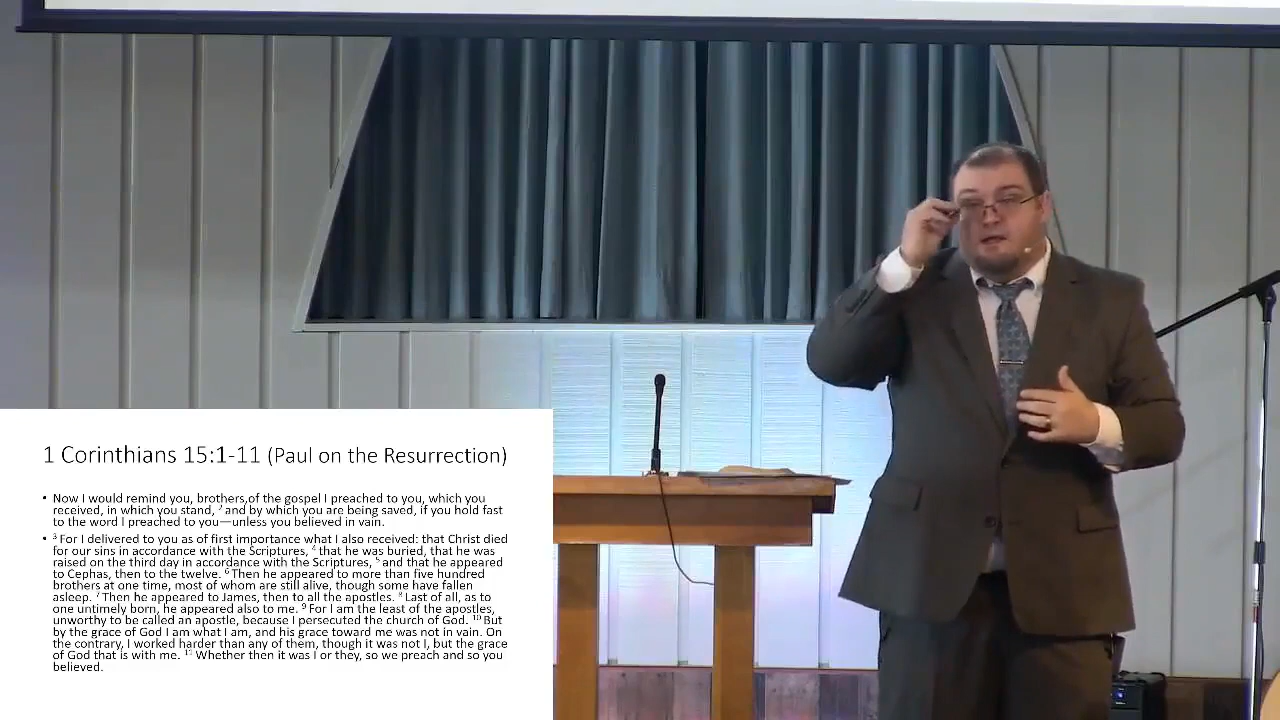 1 Corinthians 15:1-11 (Paul on the Resurrection)
• Now I would remind you, brothers,of the gospel I preached to you, which you
received, in which you stand, ² and by which you are being saved, if you hold fast
to the word I preached to you—unless you believed in vain.
• ³ For I delivered to you as of first importance what I also received: that Christ died
for our sins in accordance with the Scriptures, ⁴ that he was buried, that he was
raised on the third day in accordance with the Scriptures, ⁵ and that he appeared
to Cephas, then to the twelve. ⁶ Then he appeared to more than five hundred
brothers at one time, most of whom are still alive, though some have fallen
asleep. ⁷ Then he appeared to James, then to all the apostles. ⁸ Last of all, as to
one untimely born, he appeared also to me. ⁹ For I am the least of the apostles,
unworthy to be called an apostle, because I persecuted the church of God. ¹⁰ But
by the grace of God I am what I am, and his grace toward me was not in vain. On
the contrary, I worked harder than any of them, though it was not I, but the grace
of God that is with me. ¹¹ Whether then it was I or they, so we preach and so you
believed.